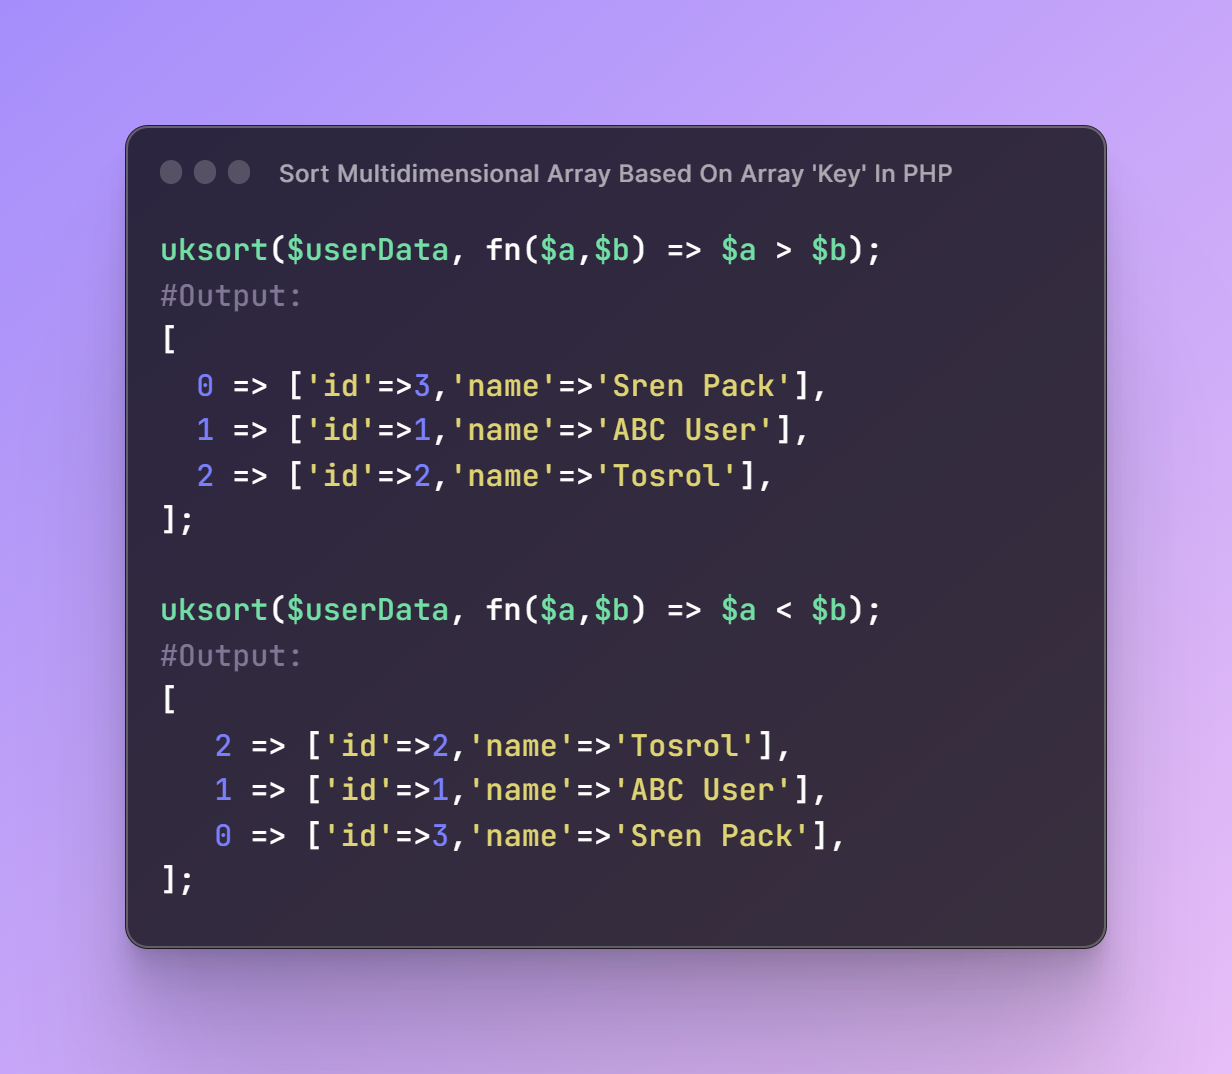 Sort Multidimensional Array Based On Array 'Key' In PHP
uksort($userData, fn($a,$b) => $a > $b);
#Output:
[
  0 => ['id'=>3,'name'=>'Sren Pack'],
  1 => ['id'=>1,'name'=>'ABC User'],
  2 => ['id'=>2,'name'=>'Tosrol'],
];
uksort($userData, fn($a,$b) => $a < $b);
#Output:
[
   2 => ['id'=>2,'name'=>'Tosrol'],
   1 => ['id'=>1,'name'=>'ABC User'],
   0 => ['id'=>3,'name'=>'Sren Pack'],
];